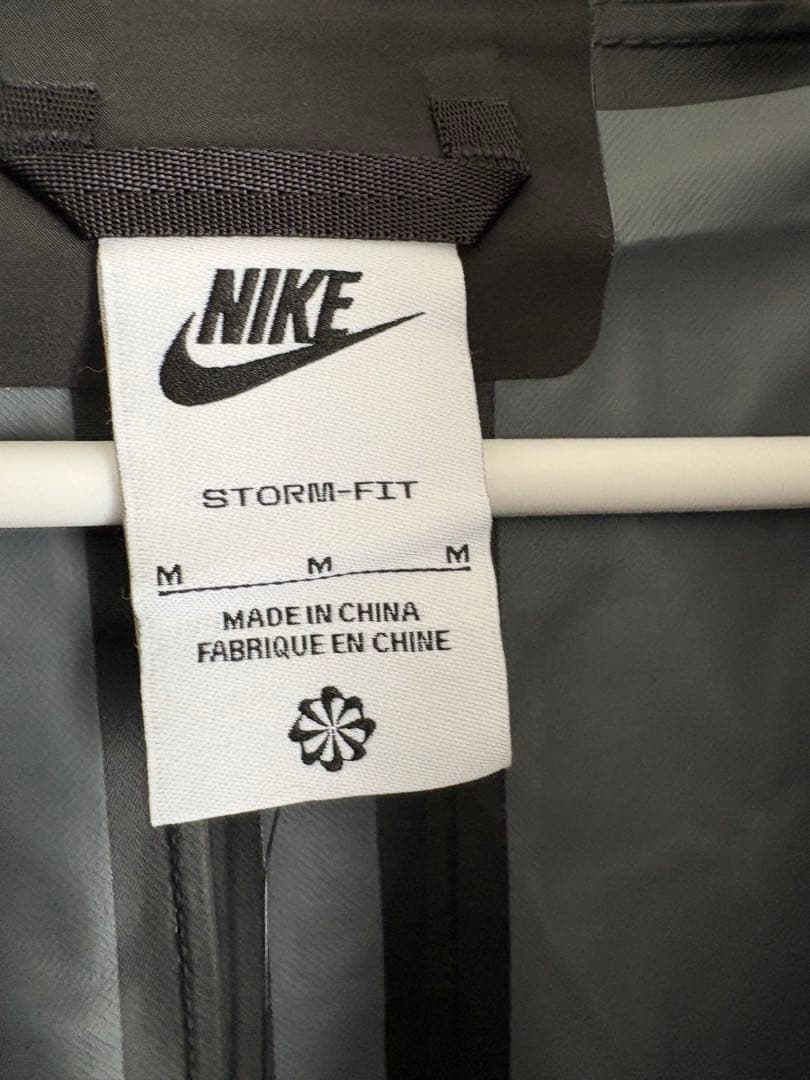 NIKE
STORM-FIT
M M M
MADE IN CHINA
FABRIQUE EN CHINE